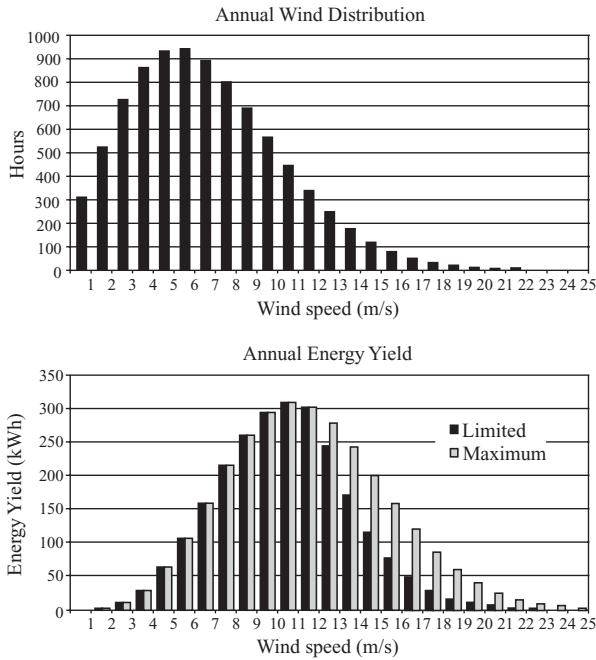 Annual Wind Distribution
1000
900
800
700
600
500
400
300
200
100
0
Hours
1 2 3 4 5 6 7 8 9 10 11 12 13 14 15 16 17 18 19 20 21 22 23 24 25
Wind speed (m/s)
Annual Energy Yield
350
300
250
200
150
100
50
0
Energy Yield (kWh)
Limited
Maximum
1 2 3 4 5 6 7 8 9 10 11 12 13 14 15 16 17 18 19 20 21 22 23 24 25
Wind speed (m/s)